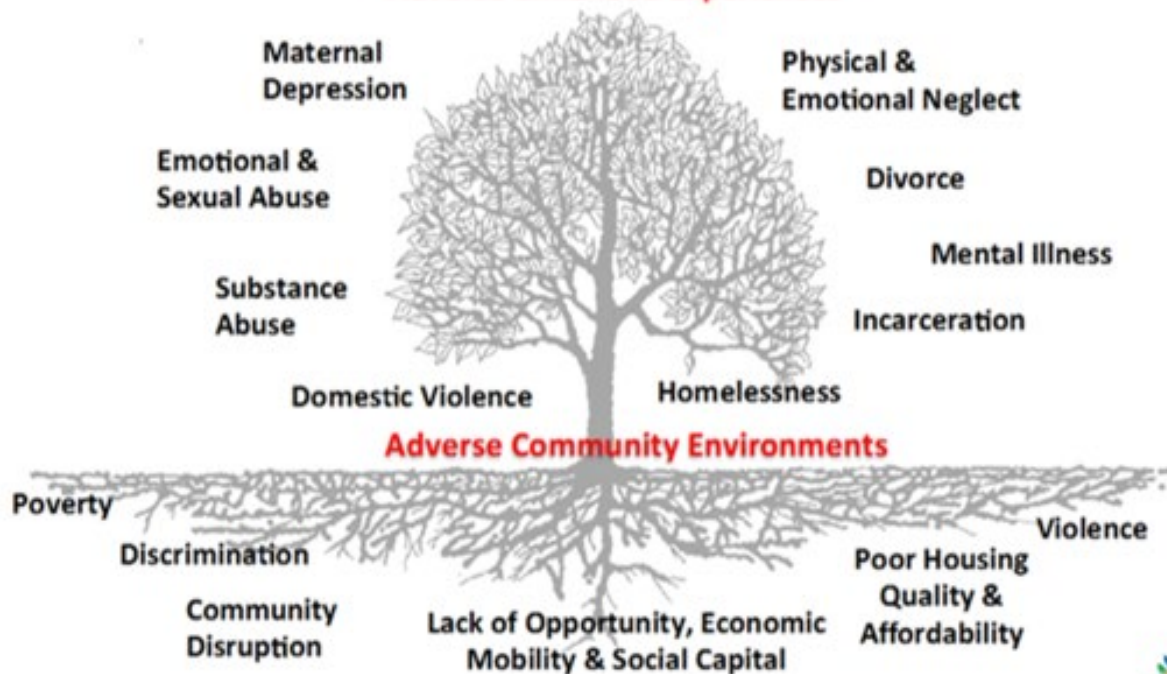 Maternal
Depression
Physical &
Emotional Neglect
Emotional &
Sexual Abuse
Divorce
Mental Illness
Substance
Abuse
Incarceration
Domestic Violence
Homelessness
Adverse Community Environments
Poverty
Violence
Discrimination
Poor Housing
Quality &
Affordability
Community
Disruption
Lack of Opportunity, Economic
Mobility & Social Capital